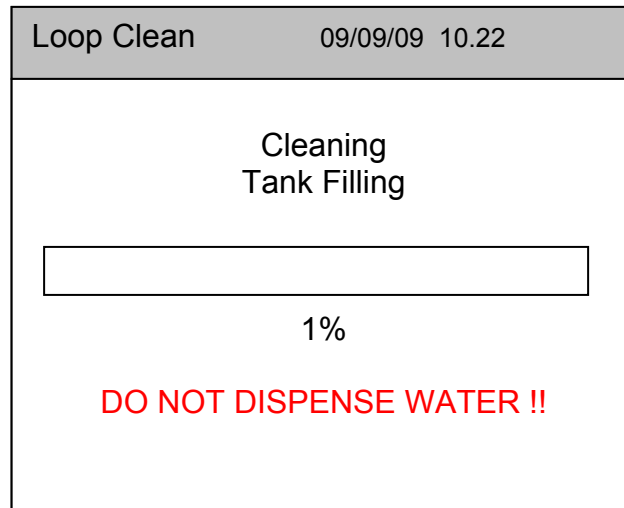 Loop Clean 09/09/09 10.22
Cleaning
Tank Filling
1%
DO NOT DISPENSE WATER !!